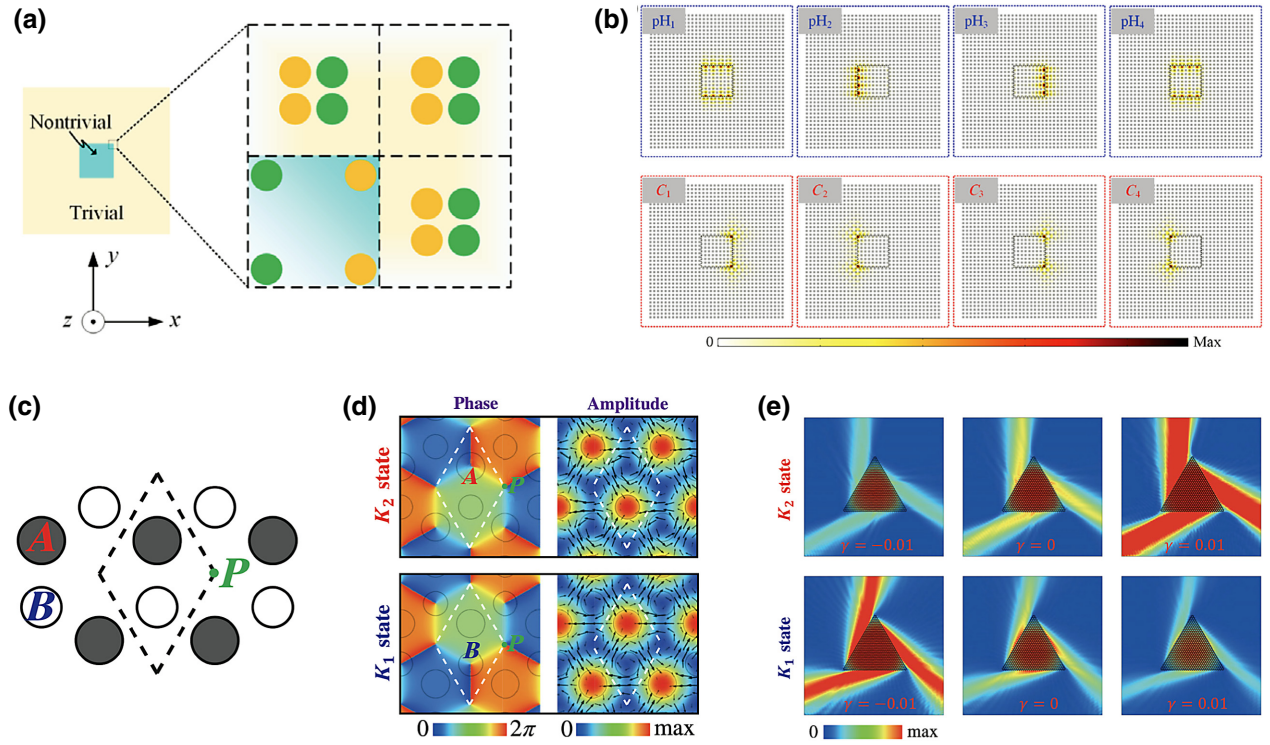 (a)
Nontrivial
Trivial
y
z
x
(b)
pH₁
pH₂
pH₃
pH₄
C₁
C₂
C₃
C₄
0
Max
(c)
A
B
P
(d)
Phase
Amplitude
K₂ state
A
P
K₁ state
B
P
0
2π
0
max
(e)
K₂ state
γ = −0.01
γ = 0
γ = 0.01
K₁ state
γ = −0.01
γ = 0
γ = 0.01
0
max